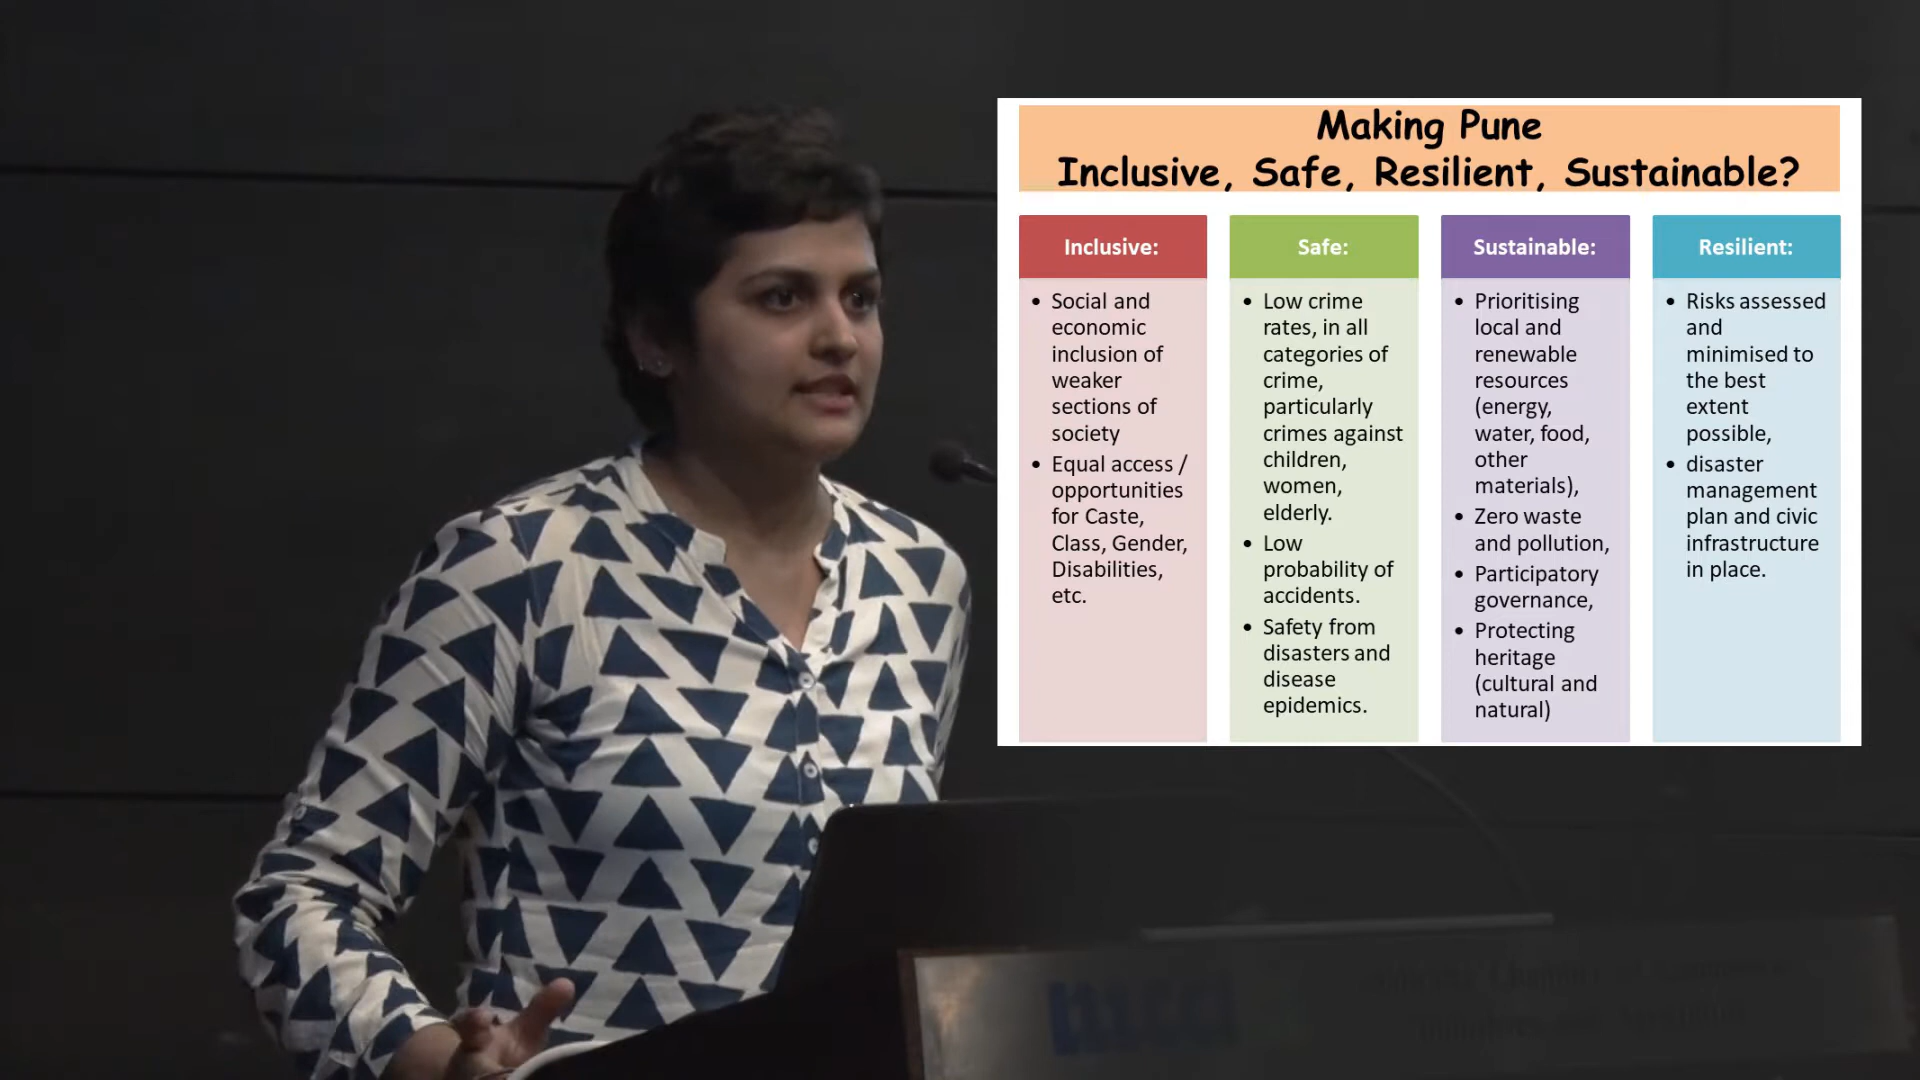 Making Pune
Inclusive, Safe, Resilient, Sustainable?
Inclusive:
• Social and
economic
inclusion of
weaker
sections of
society
• Equal access /
opportunities
for Caste,
Class, Gender,
Disabilities,
etc.
Safe:
• Low crime
rates, in all
categories of
crime,
particularly
crimes against
children,
women,
elderly.
• Low
probability of
accidents.
• Safety from
disasters and
disease
epidemics.
Sustainable:
• Prioritising
local and
renewable
resources
(energy,
water, food,
other
materials),
• Zero waste
and pollution,
• Participatory
governance,
• Protecting
heritage
(cultural and
natural)
Resilient:
• Risks assessed
and
minimised to
the best
extent
possible,
• disaster
management
plan and civic
infrastructure
in place.